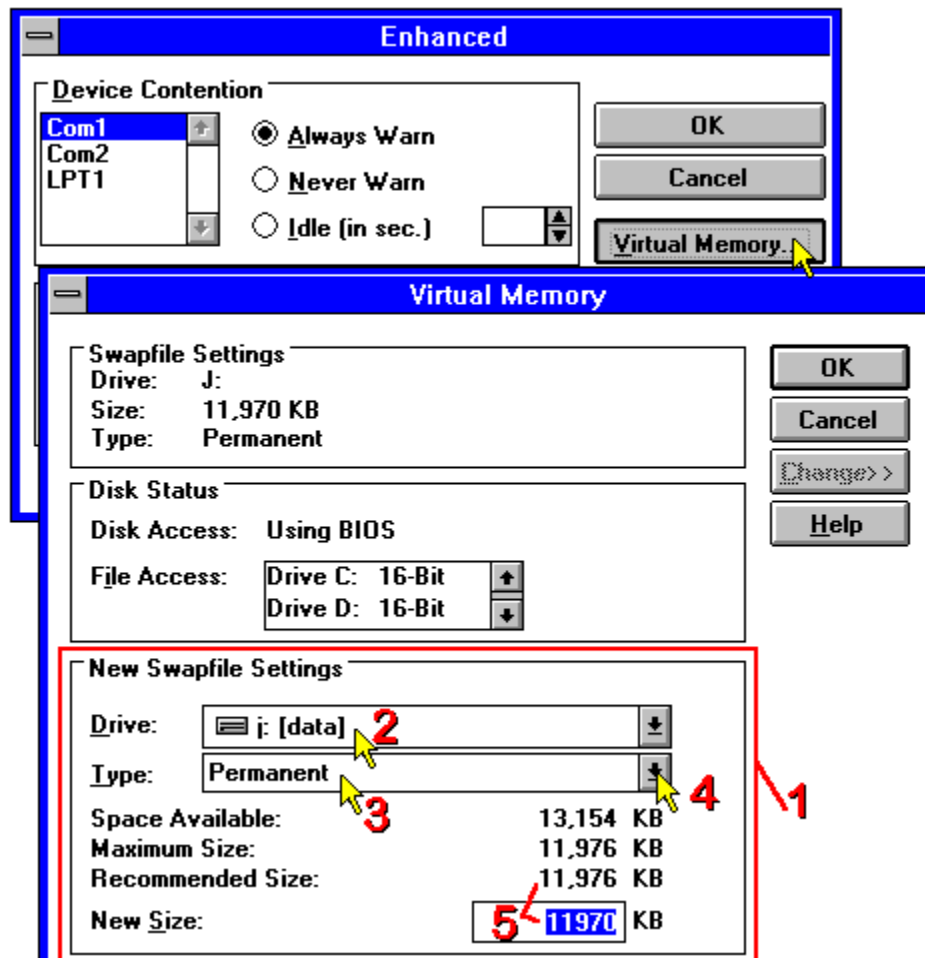 Enhanced
Device Contention
Com1
Com2
LPT1
Always Warn
Never Warn
Idle (in sec.)
OK
Cancel
Virtual Memory..
Virtual Memory
Swapfile Settings
Drive: J:
Size: 11,970 KB
Type: Permanent
OK
Cancel
Change>>
Help
Disk Status
Disk Access: Using BIOS
File Access: Drive C: 16-Bit
Drive D: 16-Bit
New Swapfile Settings
Drive: j: [data] 2
Type: Permanent 4
3
1
Space Available: 13,154 KB
Maximum Size: 11,976 KB
Recommended Size: 11,976 KB
New Size: 5 11970 KB